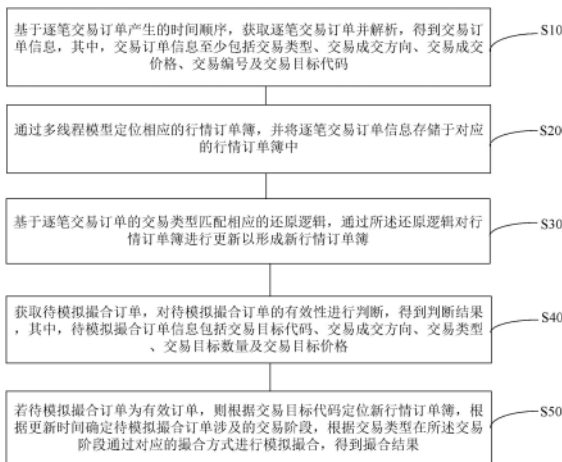 基于逐笔交易订单产生的时间顺序，获取逐笔交易订单并解析，得到交易订
单信息，其中，交易订单信息至少包括交易类型、交易成交方向、交易成交
价格、交易编号及交易目标代码
S10
通过多线程模型定位相应的行情订单簿，并将逐笔交易订单信息存储于对应
的行情订单簿中
S20
基于逐笔交易订单的交易类型匹配相应的还原逻辑，通过所述还原逻辑对行
情订单簿进行更新以形成新行情订单簿
S30
获取待模拟撮合订单，对待模拟撮合订单的有效性进行判断，得到判断结果
，其中，待模拟撮合订单信息包括交易目标代码、交易成交方向、交易类型
、交易目标数量及交易目标价格
S40
若待模拟撮合订单为有效订单，则根据交易目标代码定位新行情订单簿，根
据更新时间确定待模拟撮合订单涉及的交易阶段，根据交易类型在所述交易
阶段通过对应的撮合方式进行模拟撮合，得到撮合结果
S50